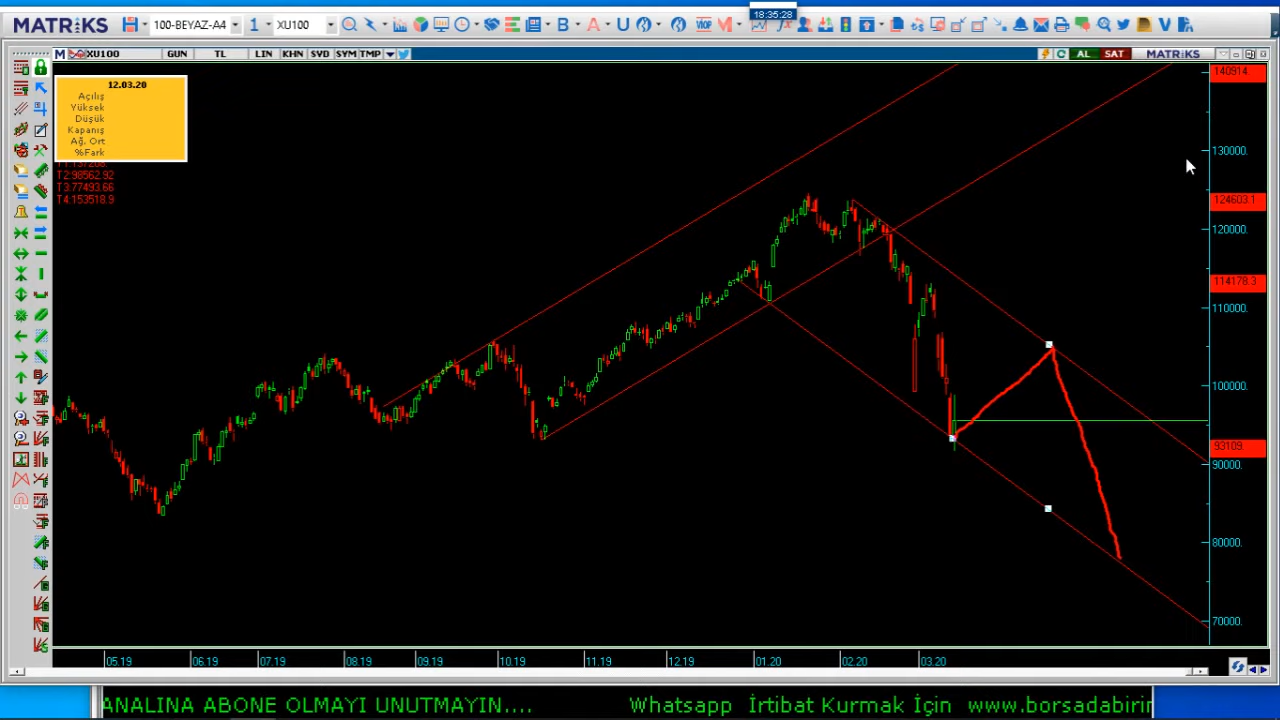 18:35:28
MATRIKS 100-BEYAZ-A4 1 XU100 B A U VIOP M V
M XU100 GUN TL LIN KHN SVD SYM TMP AL SAT MATRIKS
12.03.20
Açılış
Yüksek
Düşük
Kapanış
Ağ. Ort
%Fark
T2.98562.92
T3.77493.66
T4.153518.9
140914.
130000.
124603.1
120000.
114178.3
110000.
100000.
93109.
90000.
80000.
70000.
05.19 06.19 07.19 08.19 09.19 10.19 11.19 12.19 01.20 02.20 03.20
ANALINA ABONE OLMAYI UNUTMAYIN.... Whatsapp İrtibat Kurmak İçin www.borsadabirir